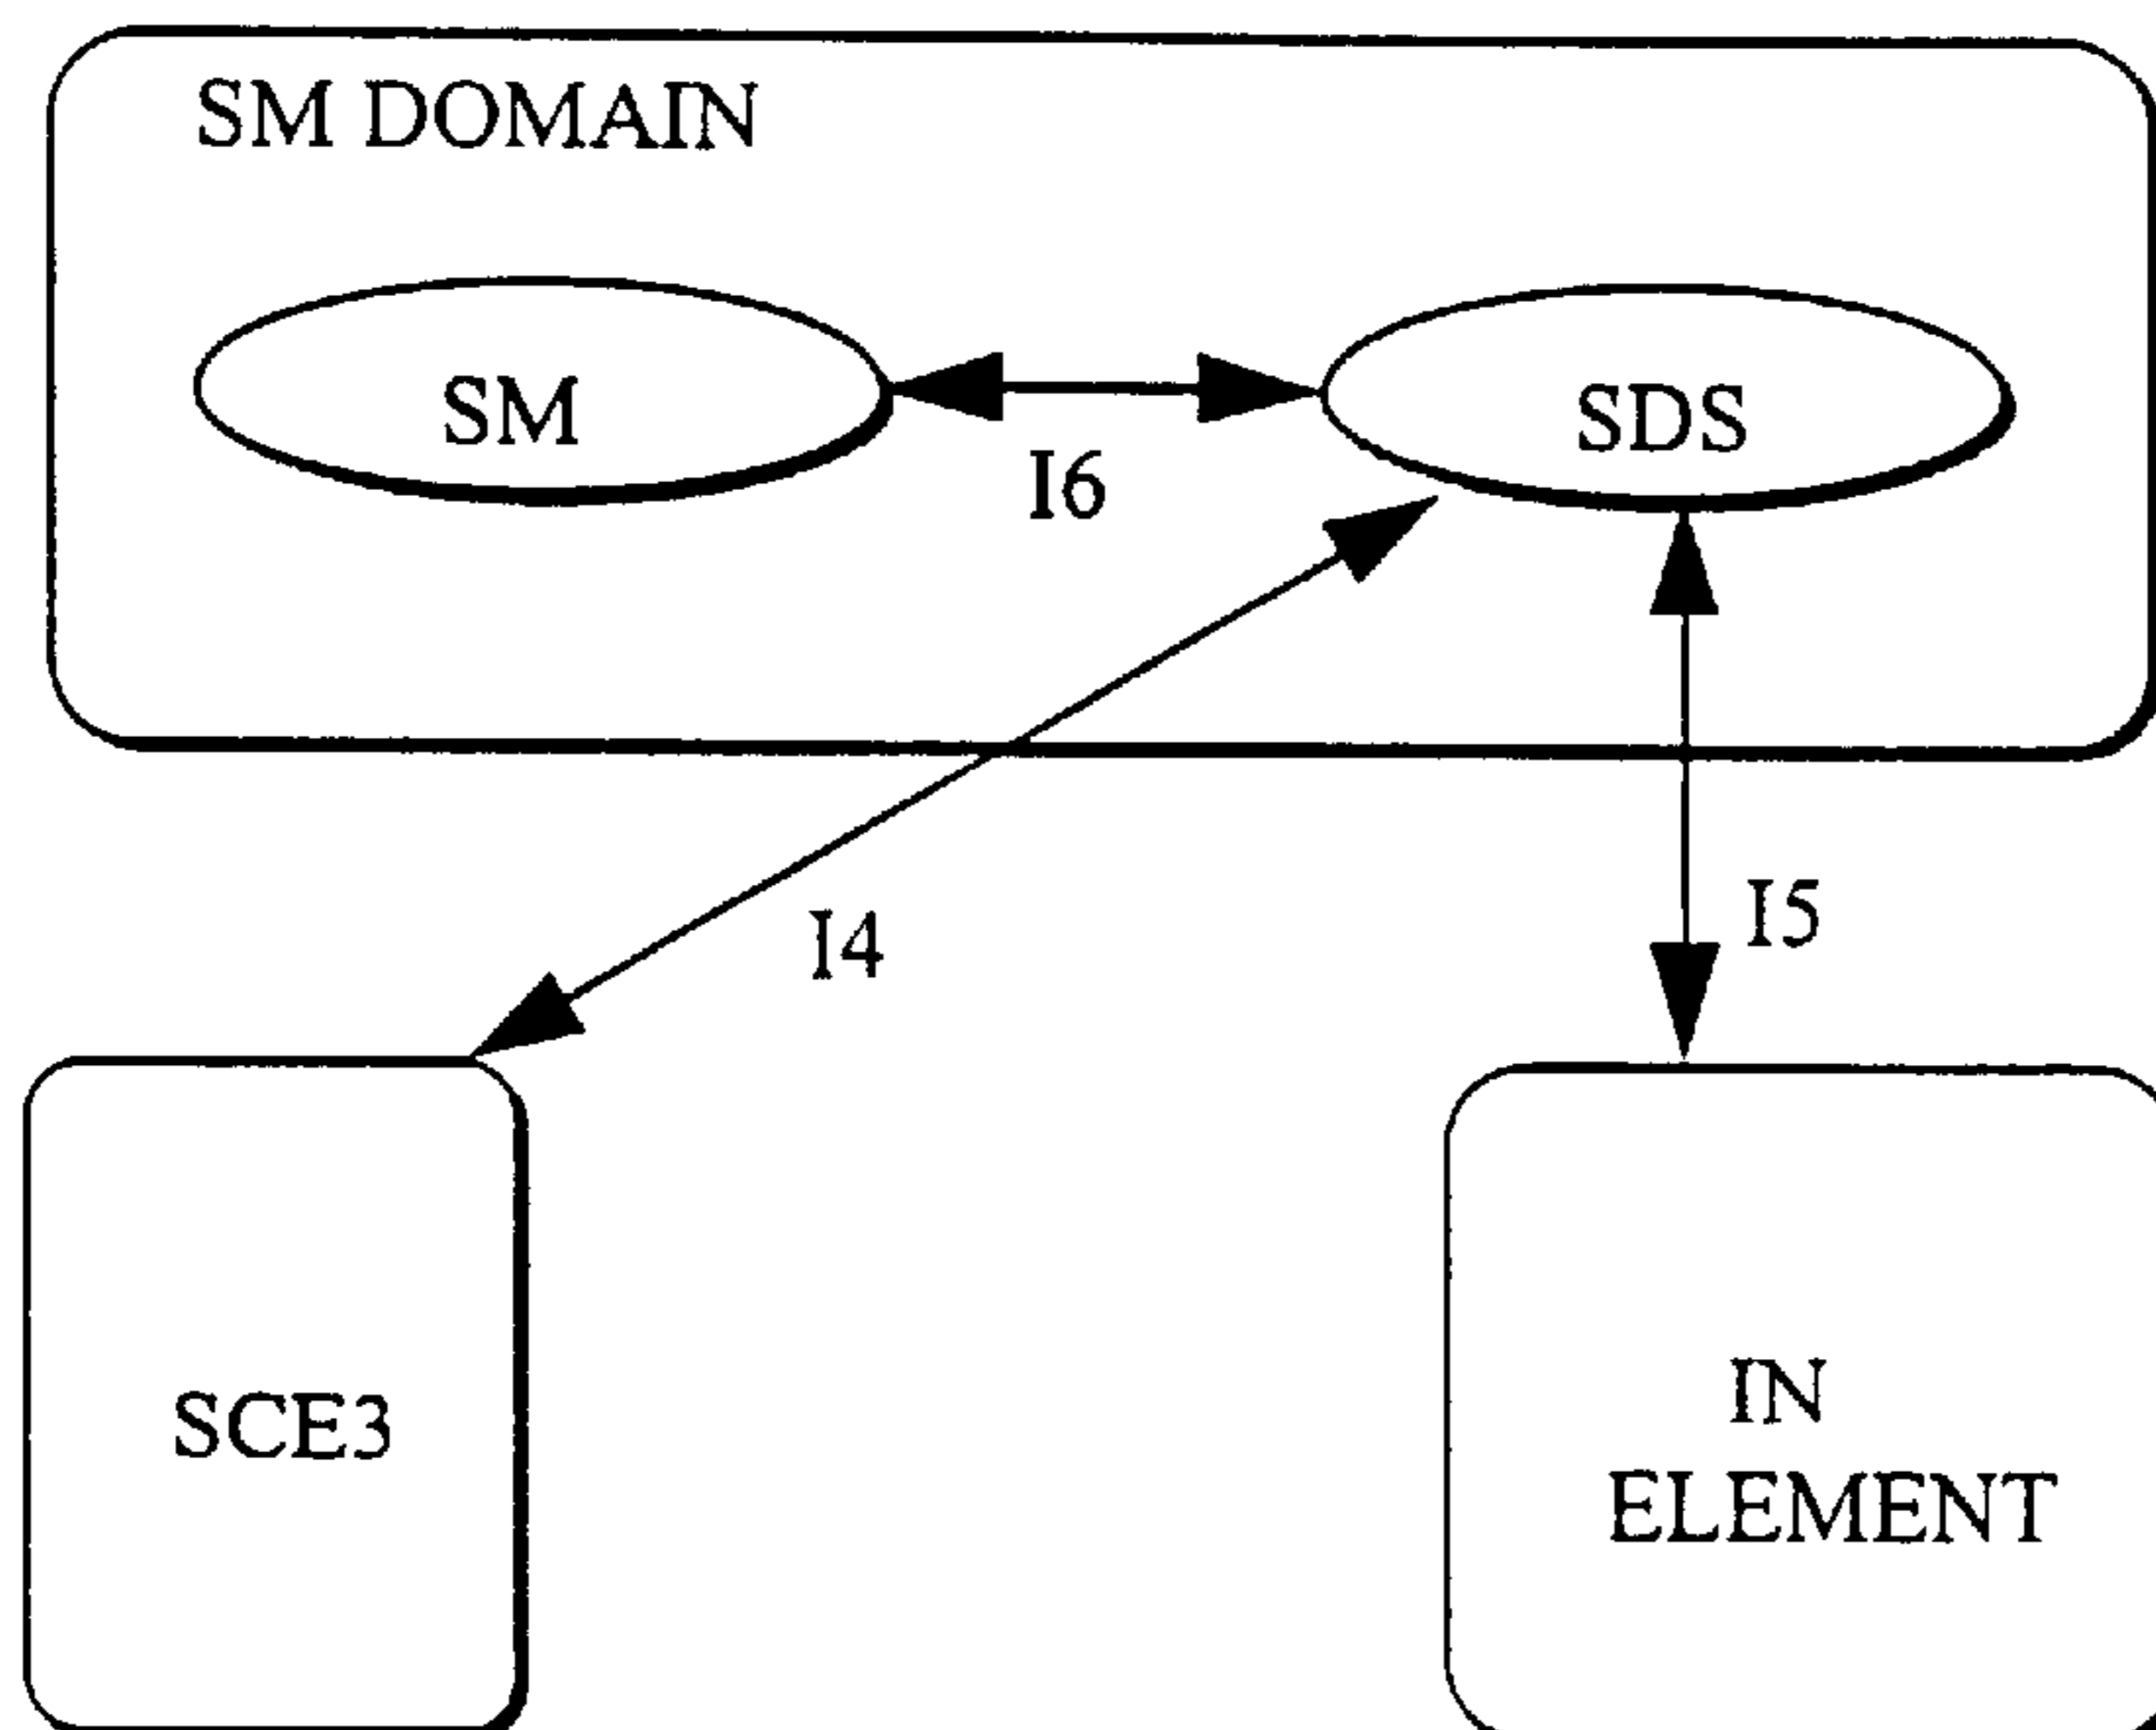 SM DOMAIN
SM
SDS
I6
I4
I5
SCE3
IN
ELEMENT